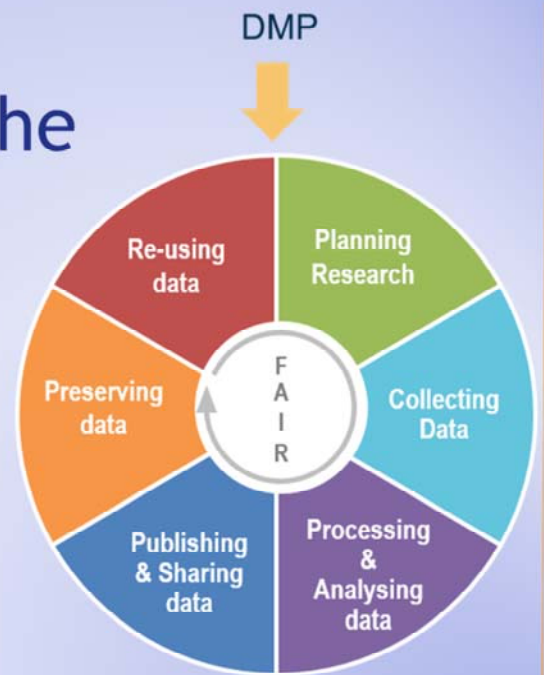 DMP
he
Re-using
data
Planning
Research
Preserving
data
F
A
I
R
Collecting
Data
Publishing
& Sharing
data
Processing
&
Analysing
data